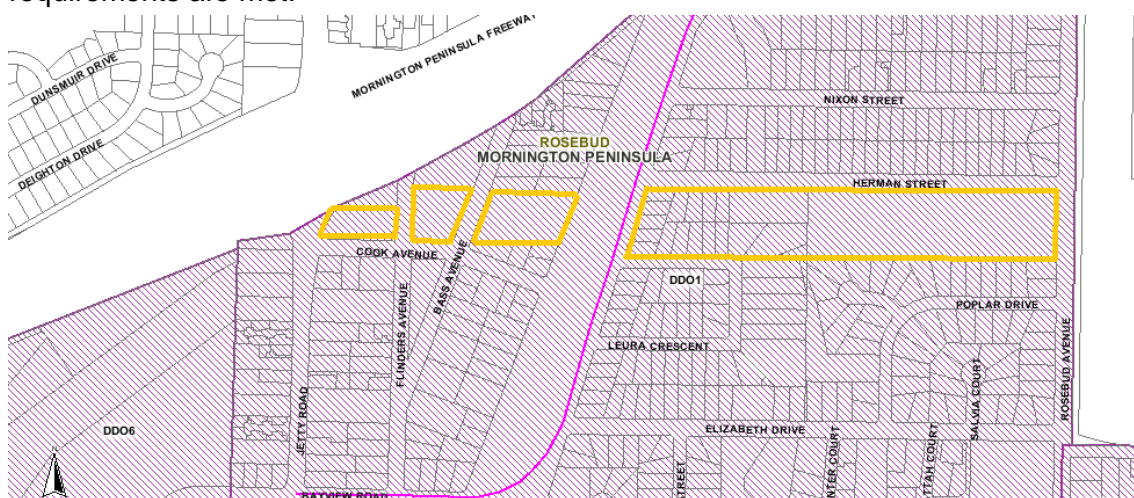 requirements are met.
DUNSMUIR DRIVE
MORNINGTON PENINSULA FREEWAY
DEIGHTON DRIVE
NIXON STREET
ROSEBUD
MORNINGTON PENINSULA
HERMAN STREET
COOK AVENUE
BASS AVENUE
DDO1
POPLAR DRIVE
FLINDERS AVENUE
LEURA CRESCENT
ROSEBUD AVENUE
JETTY ROAD
SALVIA COURT
DDO6
ELIZABETH DRIVE
BAYVIEW ROAD
STREET
COURT
COURT